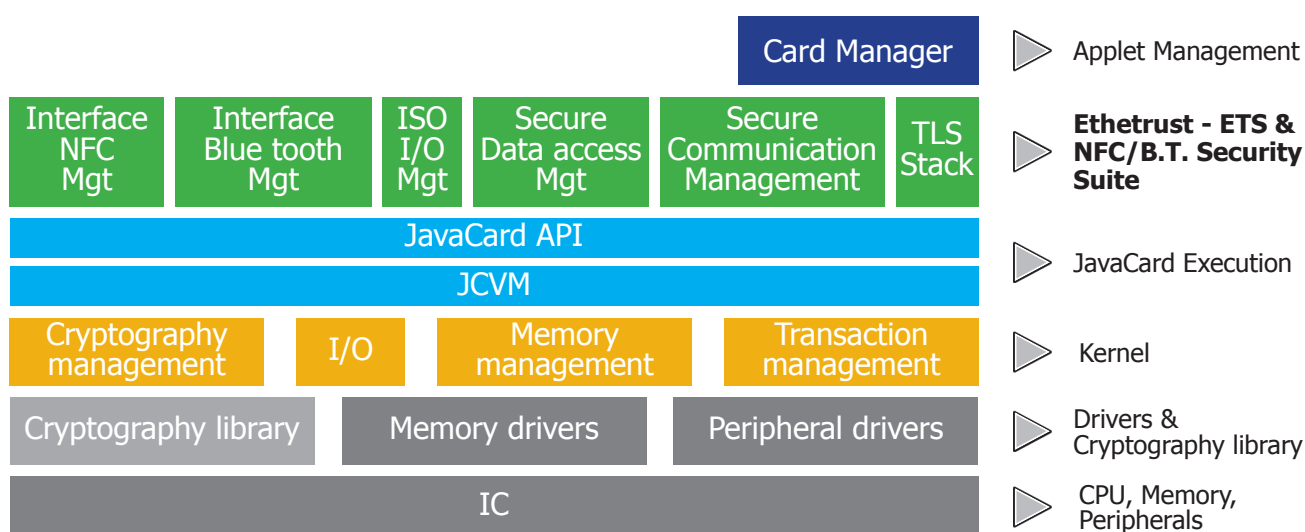 Card Manager
Applet Management
Interface
NFC
Mgt
Interface
Blue tooth
Mgt
ISO
I/O
Mgt
Secure
Data access
Mgt
Secure
Communication
Management
TLS
Stack
Ethetrust - ETS &
NFC/B.T. Security
Suite
JavaCard API
JCVM
JavaCard Execution
Cryptography
management
I/O
Memory
management
Transaction
management
Kernel
Cryptography library
Memory drivers
Peripheral drivers
Drivers &
Cryptography library
IC
CPU, Memory,
Peripherals